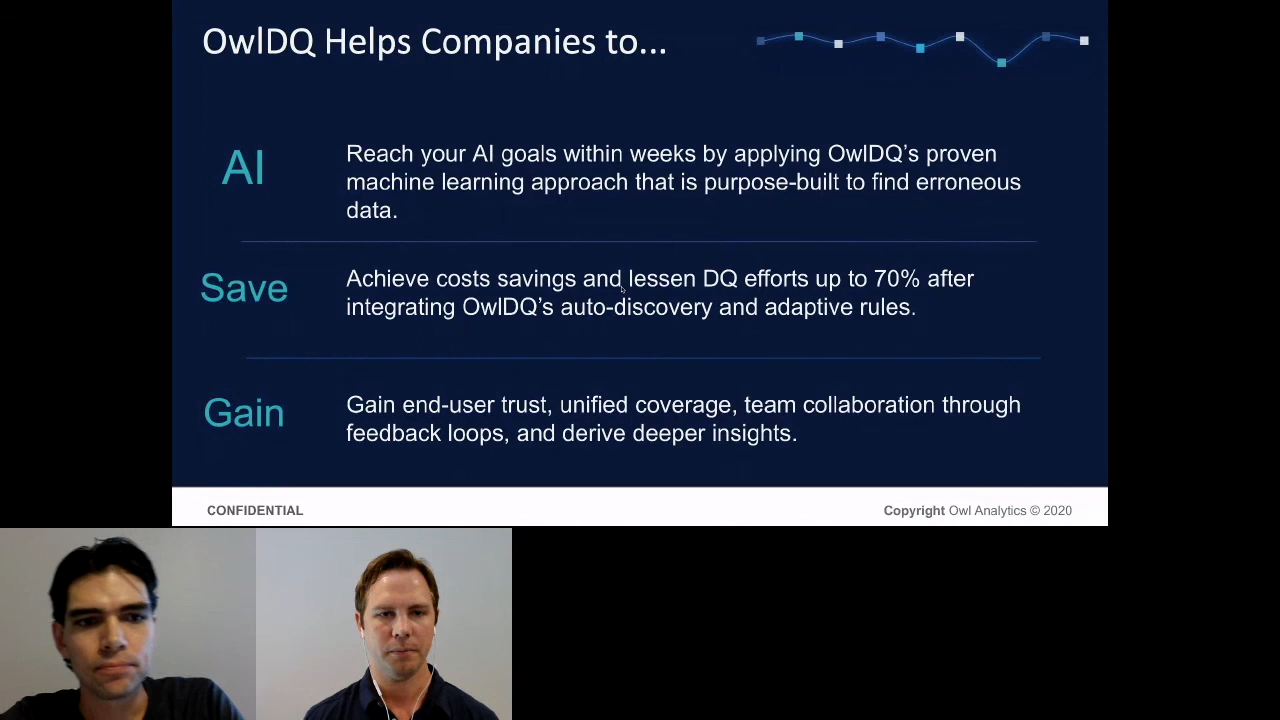 OwlDQ Helps Companies to...
AI
Reach your AI goals within weeks by applying OwlDQ’s proven
machine learning approach that is purpose-built to find erroneous
data.
Save
Achieve costs savings and lessen DQ efforts up to 70% after
integrating OwlDQ’s auto-discovery and adaptive rules.
Gain
Gain end-user trust, unified coverage, team collaboration through
feedback loops, and derive deeper insights.
CONFIDENTIAL
Copyright Owl Analytics © 2020